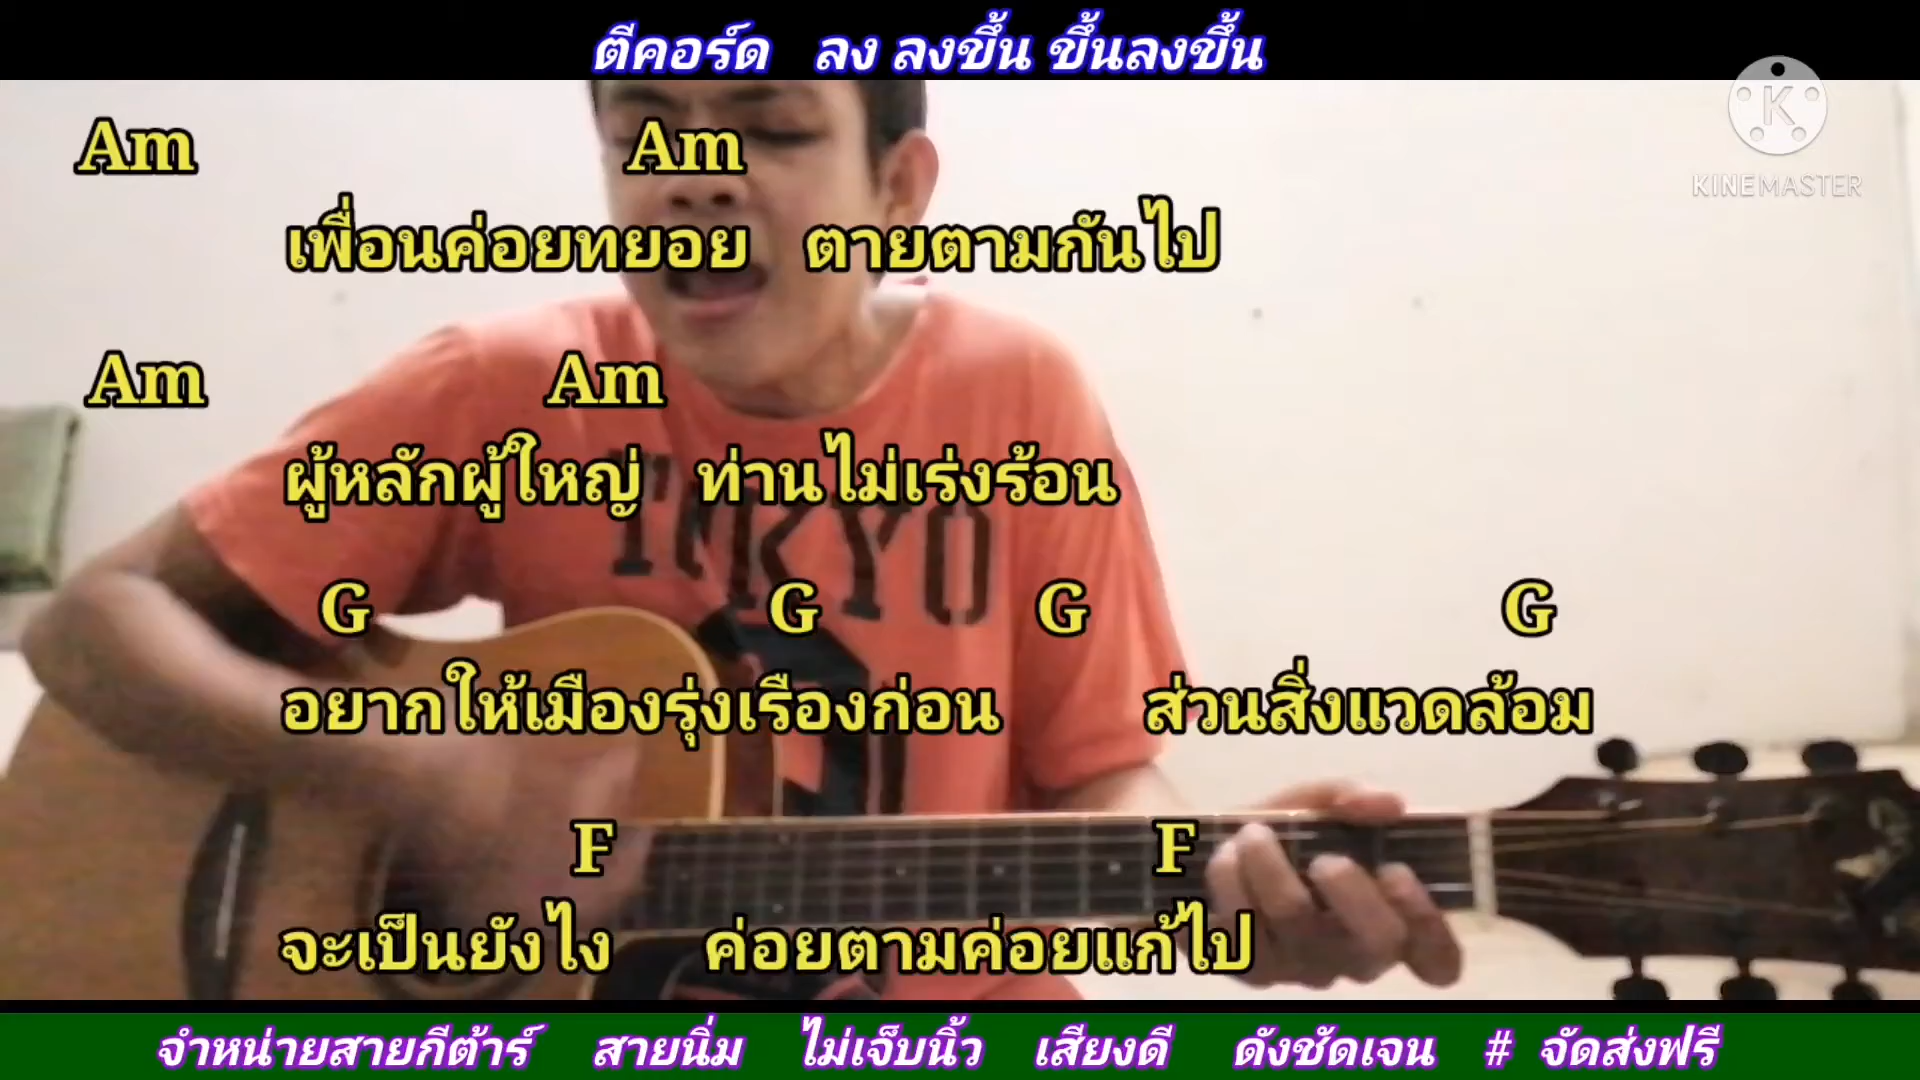 ตีคอร์ด ลง ลงขึ้น ขึ้นลงขึ้น
KINEMASTER
Am Am
เพื่อนค่อยทยอย ตายตามกันไป
Am Am
ผู้หลักผู้ใหญ่ ท่านไม่เร่งร้อน
TOKYO
G G G G
อยากให้เมืองรุ่งเรืองก่อน ส่วนสิ่งแวดล้อม
F F
จะเป็นยังไง ค่อยตามค่อยแก้ไป
จำหน่ายสายกีต้าร์ สายนิ่ม ไม่เจ็บนิ้ว เสียงดี ดังชัดเจน # จัดส่งฟรี